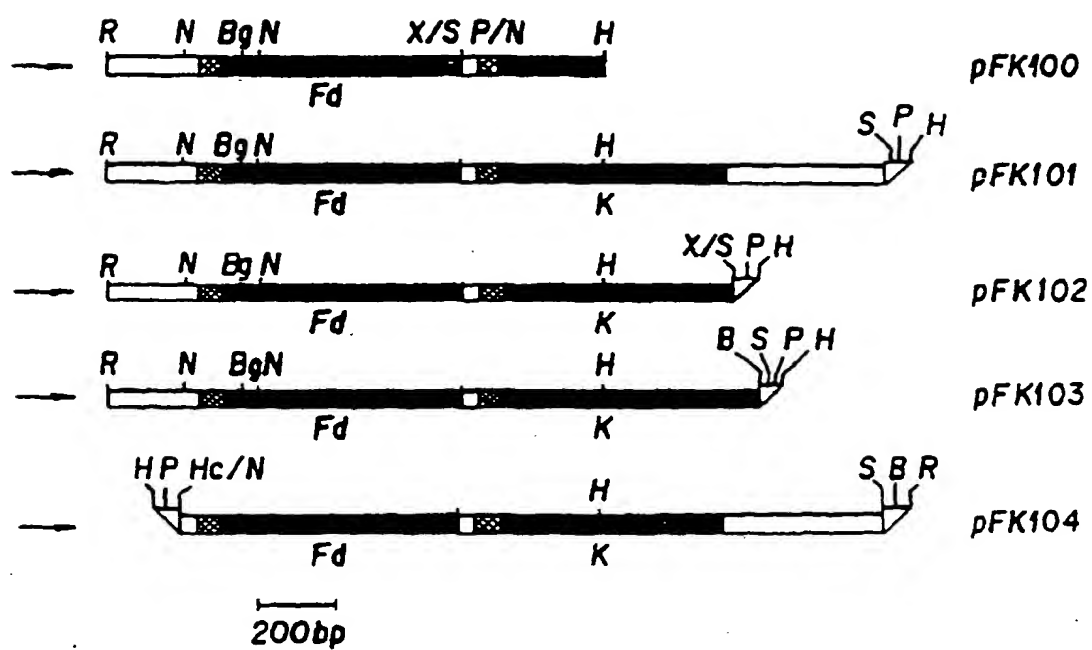 R N Bg N X/S P/N H
pFK100
Fd
S P H
R N Bg N H
pFK101
Fd K
X/S P H
R N Bg N H
pFK102
Fd K
B S P H
R N Bg N H
pFK103
Fd K
H P Hc/N S B R
H
pFK104
Fd K
200bp